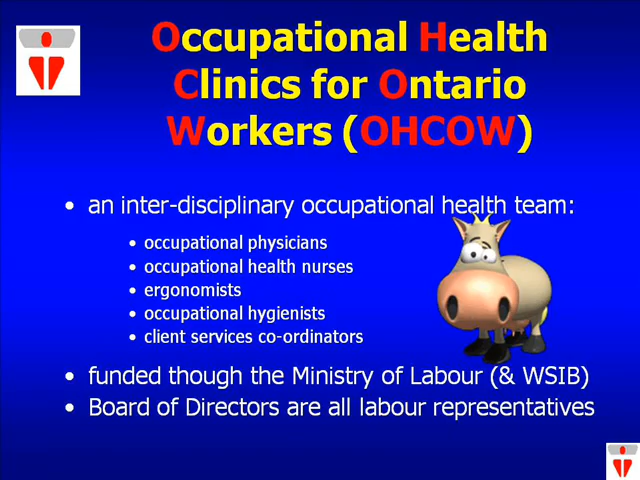 Occupational Health
Clinics for Ontario
Workers (OHCOW)
• an inter-disciplinary occupational health team:
• occupational physicians
• occupational health nurses
• ergonomists
• occupational hygienists
• client services co-ordinators
• funded though the Ministry of Labour (& WSIB)
• Board of Directors are all labour representatives